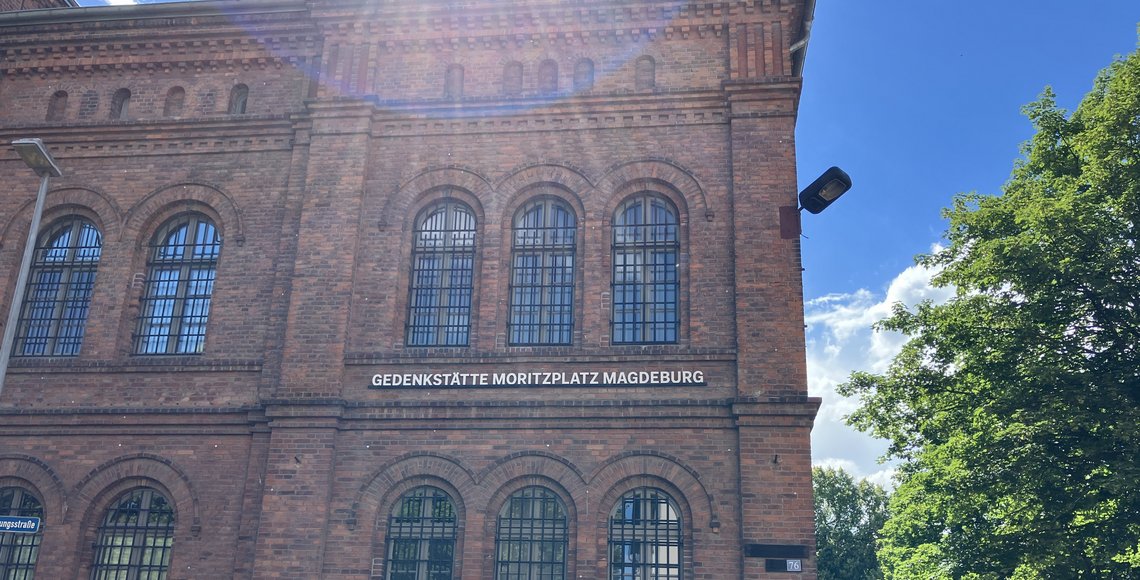 GEDENKSTÄTTE MORITZPLATZ MAGDEBURG
ungsstraße
76